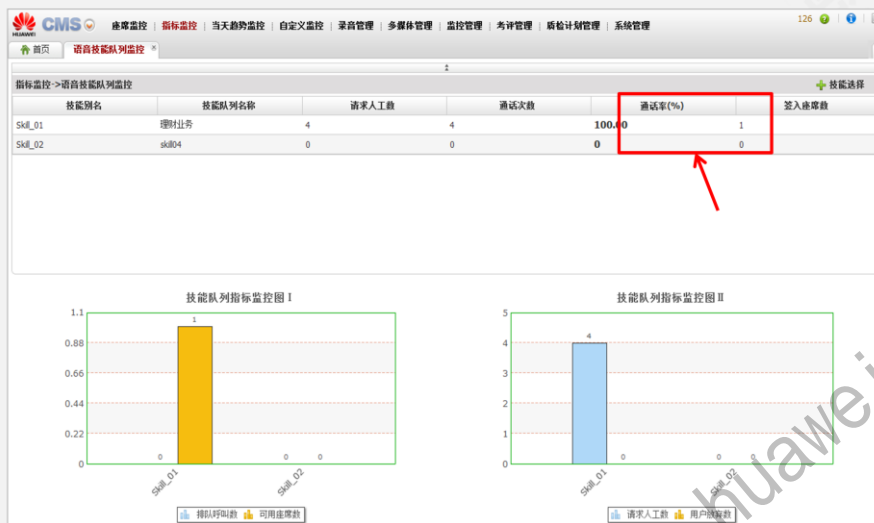 HUAWEI CMS 座席监控 | 指标监控 | 当天趋势监控 | 自定义监控 | 录音管理 | 多媒体管理 | 监控管理 | 考评管理 | 质检计划管理 | 系统管理 126
首页 语音技能队列监控
指标监控->语音技能队列监控 技能选择
技能别名 技能队列名称 请求人工数 通话次数 通话率(%) 签入座席数
Skill_01 理财业务 4 4 100.00 1
Skill_02 skill04 0 0 0 0
技能队列指标监控图 I
1.1
0.88
0.66
0.44
0.22
0
1
0
0 0
Skill_01 Skill_02
排队呼叫数 可用座席数
技能队列指标监控图 II
5
4
3
2
1
0
4
0
0 0
Skill_01 Skill_02
请求人工数 用户放弃数
huawei